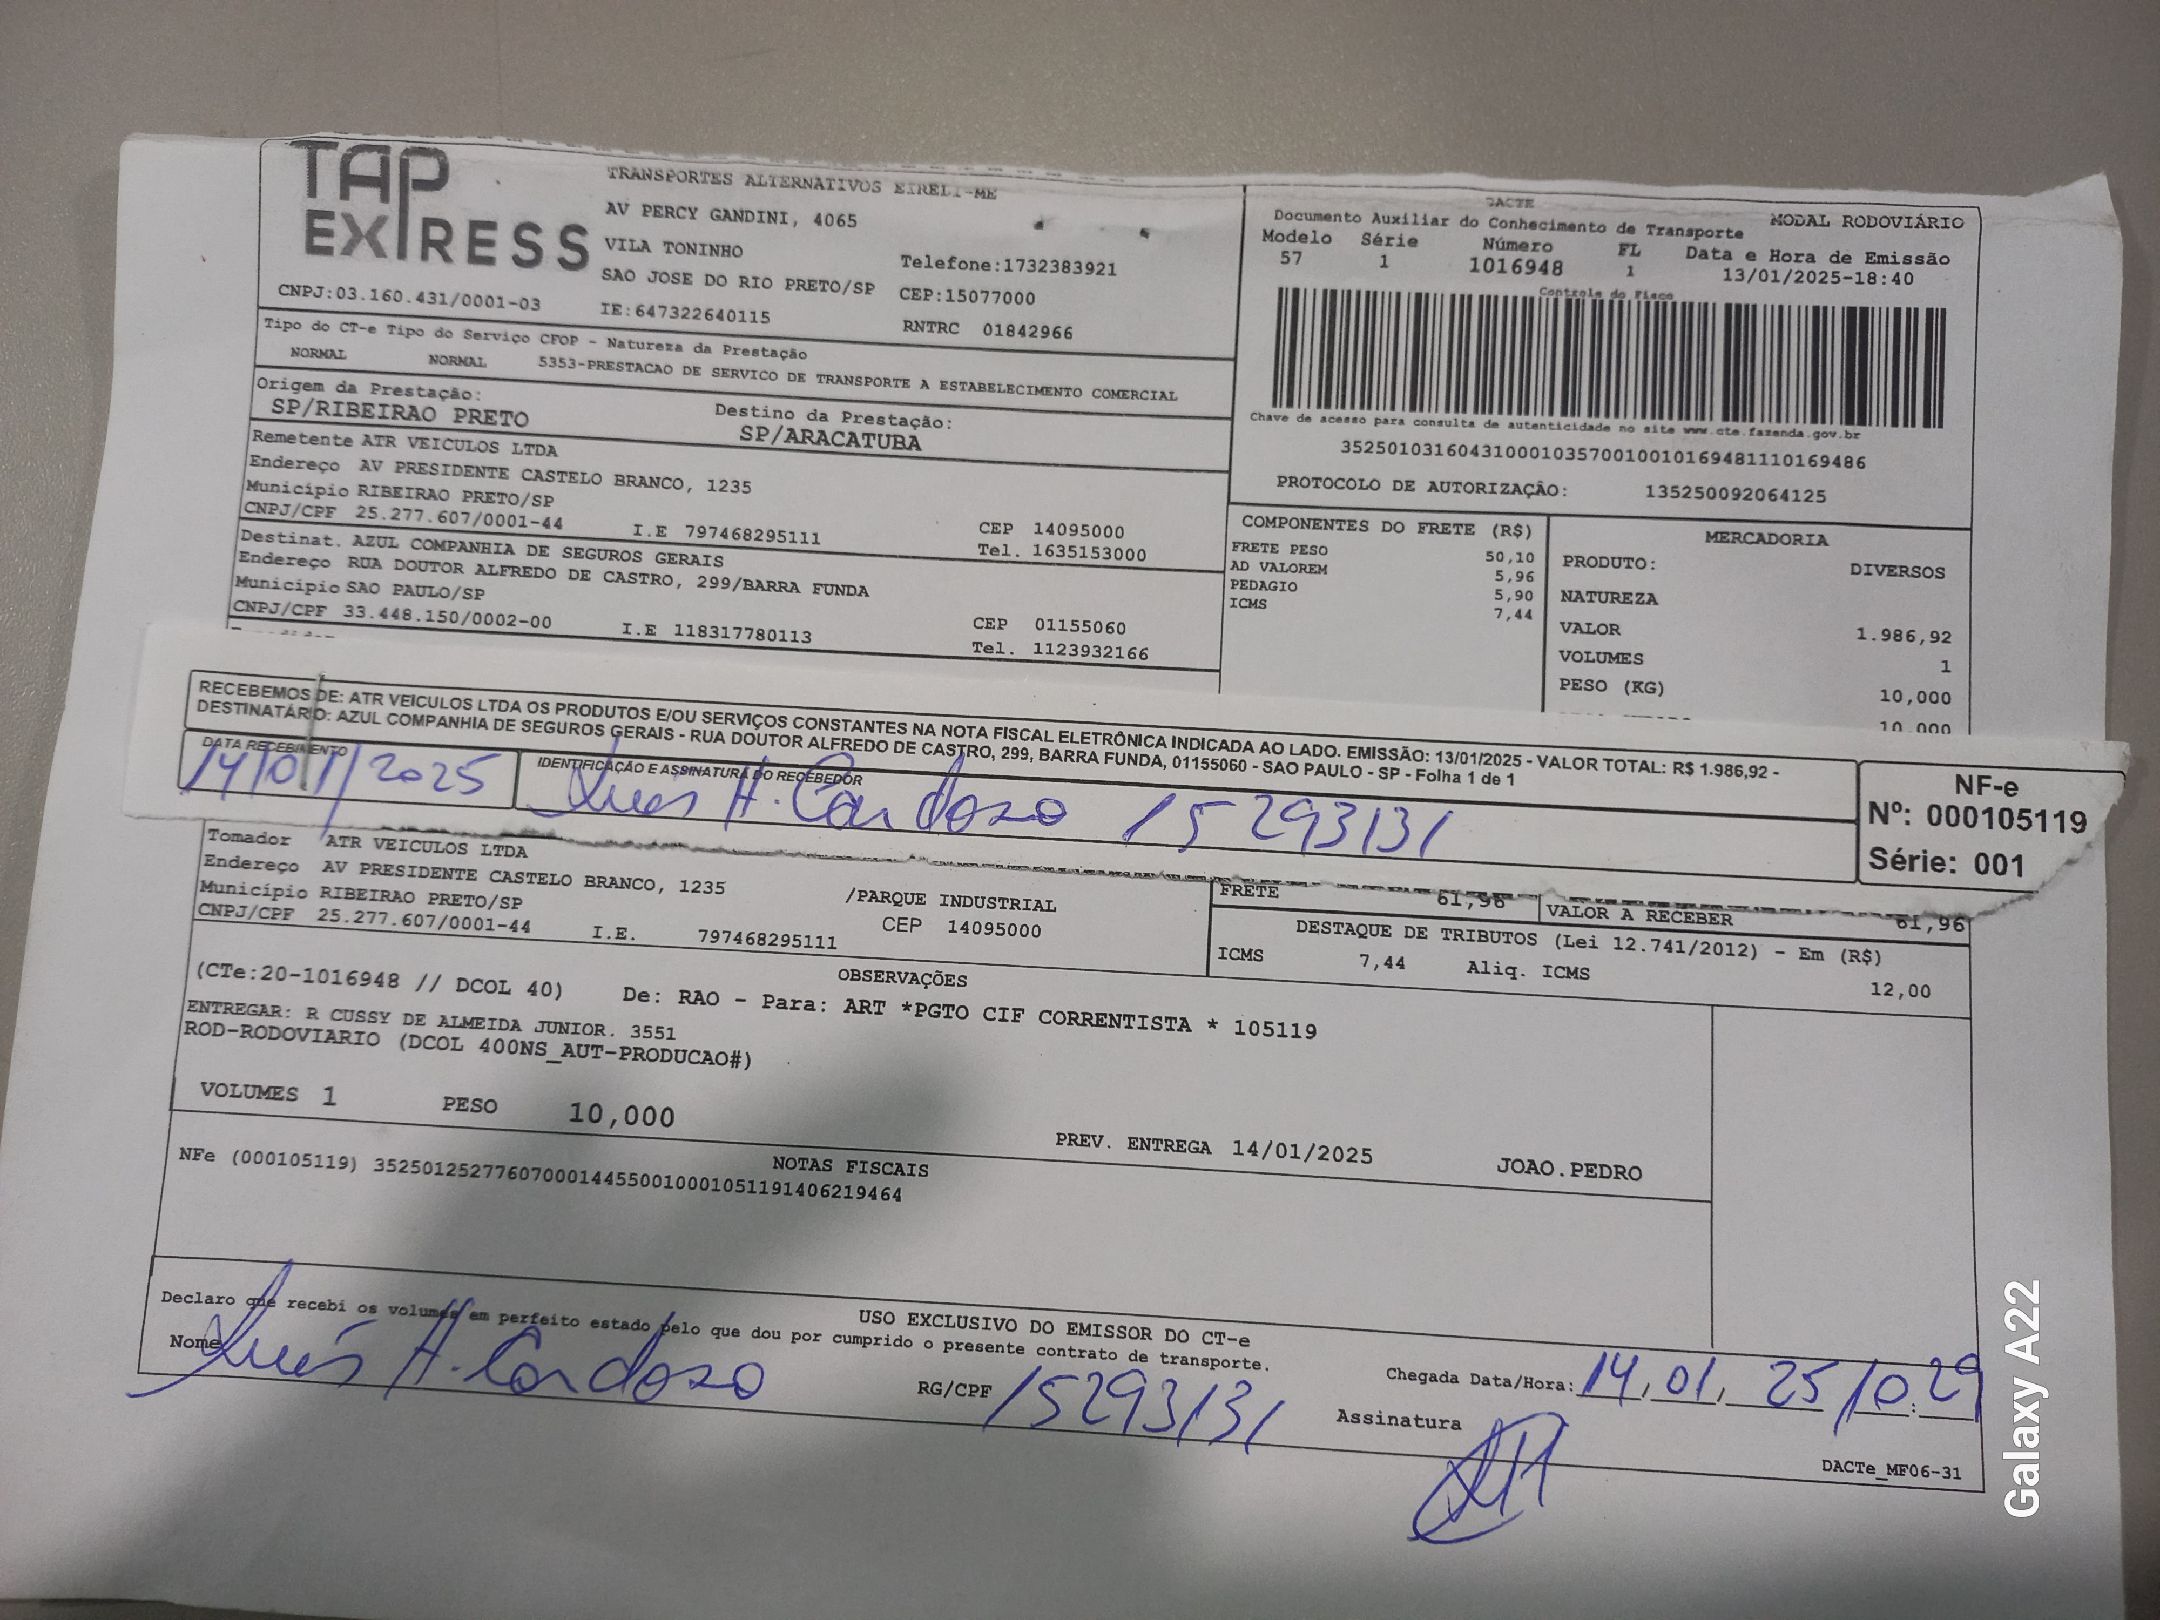 TAP EXPRESS
TRANSPORTES ALTERNATIVOS EIRELI-ME
AV PERCY GANDINI, 4065
VILA TONINHO
Telefone:1732383921
SAO JOSE DO RIO PRETO/SP CEP:15077000
CNPJ:03.160.431/0001-03 IE:647322640115 RNTRC 01842966
DACTE
Documento Auxiliar do Conhecimento de Transporte MODAL RODOVIÁRIO
Modelo Série Número FL Data e Hora de Emissão
57 1 1016948 1 13/01/2025-18:40
Controle do Fisco
Chave de acesso para consulta de autenticidade no site www.cte.fazenda.gov.br
35250103160431000103570010010169481110169486
PROTOCOLO DE AUTORIZAÇÃO: 135250092064125
Tipo do CT-e Tipo do Serviço CFOP - Natureza da Prestação
NORMAL NORMAL 5353-PRESTACAO DE SERVICO DE TRANSPORTE A ESTABELECIMENTO COMERCIAL
Origem da Prestação: Destino da Prestação:
SP/RIBEIRAO PRETO SP/ARACATUBA
Remetente ATR VEICULOS LTDA
Endereço AV PRESIDENTE CASTELO BRANCO, 1235
Município RIBEIRAO PRETO/SP CEP 14095000
CNPJ/CPF 25.277.607/0001-44 I.E 797468295111 Tel. 1635153000
Destinat. AZUL COMPANHIA DE SEGUROS GERAIS
Endereço RUA DOUTOR ALFREDO DE CASTRO, 299/BARRA FUNDA
Município SAO PAULO/SP CEP 01155060
CNPJ/CPF 33.448.150/0002-00 I.E 118317780113 Tel. 1123932166
COMPONENTES DO FRETE (R$)
FRETE PESO 50,10
AD VALOREM 5,96
PEDAGIO 5,90
ICMS 7,44
MERCADORIA
PRODUTO: DIVERSOS
NATUREZA
VALOR 1.986,92
VOLUMES 1
PESO (KG) 10,000
10,000
RECEBEMOS DE: ATR VEICULOS LTDA OS PRODUTOS E/OU SERVIÇOS CONSTANTES NA NOTA FISCAL ELETRÔNICA INDICADA AO LADO. EMISSÃO: 13/01/2025 - VALOR TOTAL: R$ 1.986,92 -
DESTINATÁRIO: AZUL COMPANHIA DE SEGUROS GERAIS - RUA DOUTOR ALFREDO DE CASTRO, 299, BARRA FUNDA, 01155060 - SAO PAULO - SP - Folha 1 de 1
DATA RECEBIMENTO IDENTIFICAÇÃO E ASSINATURA DO RECEBEDOR
14/01/2025 Luis H. Cardoso 15293131
NF-e
Nº: 000105119
Série: 001
Tomador ATR VEICULOS LTDA
Endereço AV PRESIDENTE CASTELO BRANCO, 1235 /PARQUE INDUSTRIAL
Município RIBEIRAO PRETO/SP CEP 14095000
CNPJ/CPF 25.277.607/0001-44 I.E. 797468295111
FRETE 61,96 VALOR A RECEBER 61,96
DESTAQUE DE TRIBUTOS (Lei 12.741/2012) - Em (R$)
ICMS 7,44 Aliq. ICMS 12,00
OBSERVAÇÕES
(CTe:20-1016948 // DCOL 40) De: RAO - Para: ART *PGTO CIF CORRENTISTA * 105119
ENTREGAR: R CUSSY DE ALMEIDA JUNIOR. 3551
ROD-RODOVIARIO (DCOL 400NS_AUT-PRODUCAO#)
VOLUMES 1 PESO 10,000 PREV. ENTREGA 14/01/2025 JOAO.PEDRO
NOTAS FISCAIS
NFe (000105119) 35250125277607000144550010001051191406219464
USO EXCLUSIVO DO EMISSOR DO CT-e
Declaro que recebi os volumes em perfeito estado pelo que dou por cumprido o presente contrato de transporte.
Nome Luis H. Cardoso RG/CPF 15293131 Chegada Data/Hora: 14,01,25 10:29
Assinatura
DACTe_MF06-31
Galaxy A22